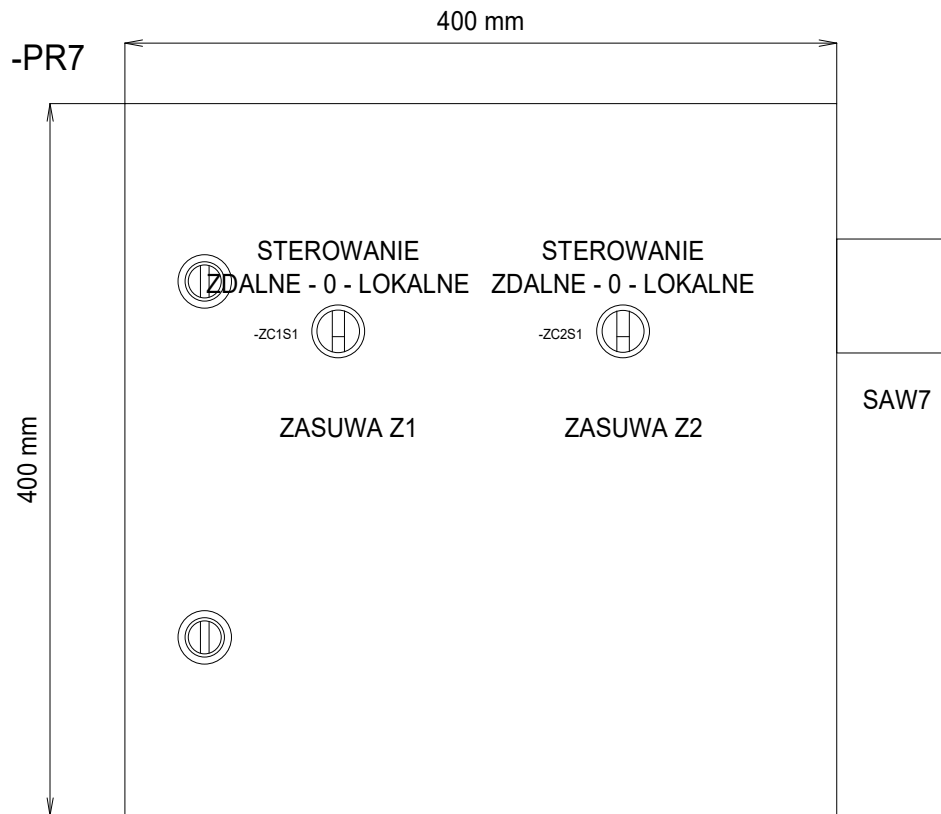 400 mm
-PR7
STEROWANIE
ZDALNE - 0 - LOKALNE
STEROWANIE
ZDALNE - 0 - LOKALNE
-ZC1S1
-ZC2S1
SAW7
ZASUWA Z1
ZASUWA Z2
400 mm